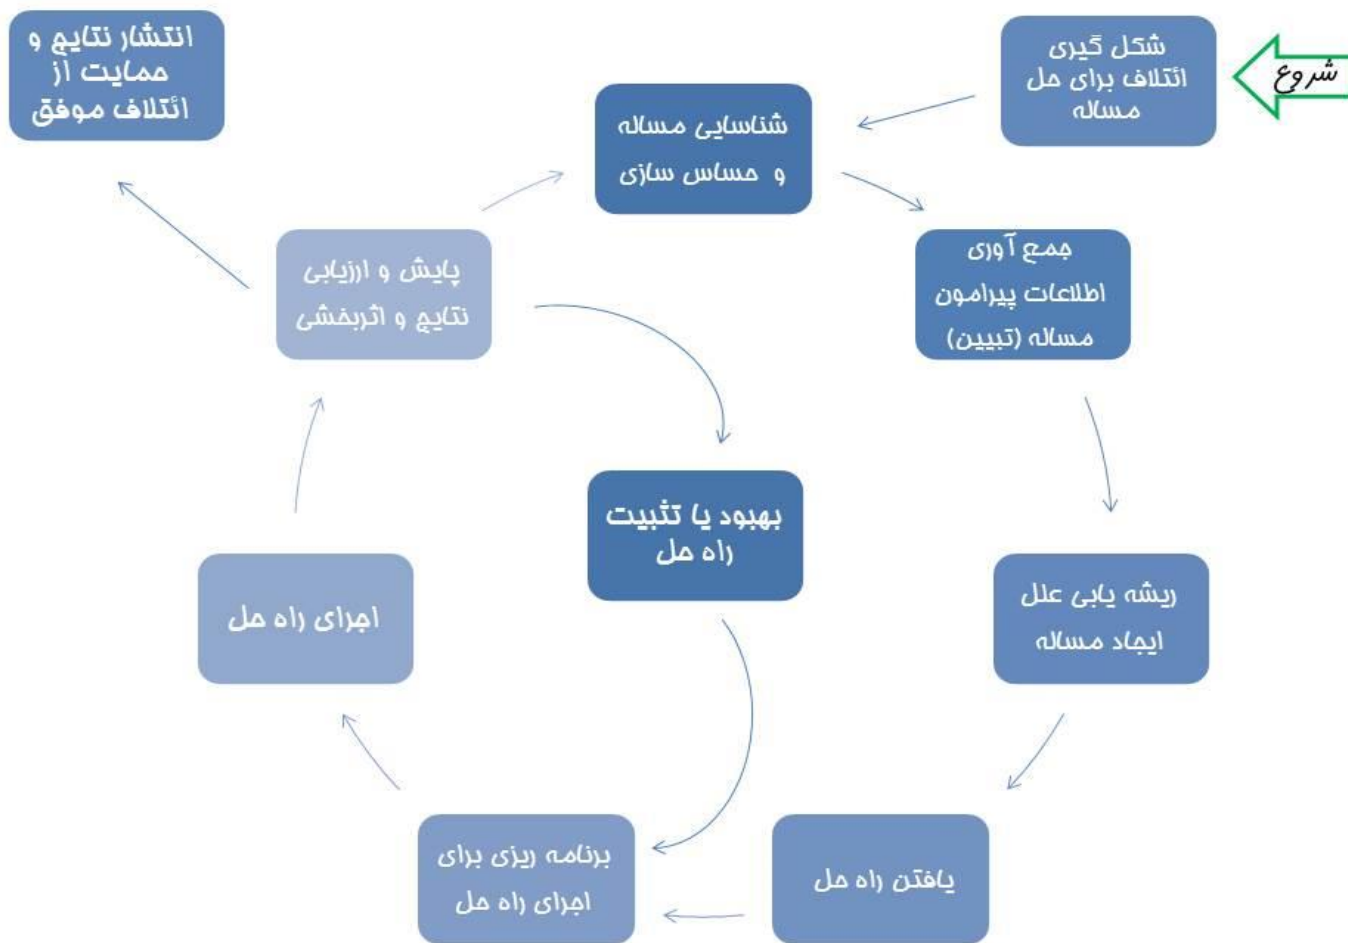 شروع
شکل گیری
ائتلاف برای حل
مساله
شناسایی مساله
و حساس سازی
جمع آوری
اطلاعات پیرامون
مساله (تبیین)
ریشه یابی علل
ایجاد مساله
یافتن راه حل
برنامه ریزی برای
اجرای راه حل
اجرای راه حل
پایش و ارزیابی
نتایج و اثربخشی
بهبود یا تثبیت
راه حل
انتشار نتایج و
حمایت از
ائتلاف موفق